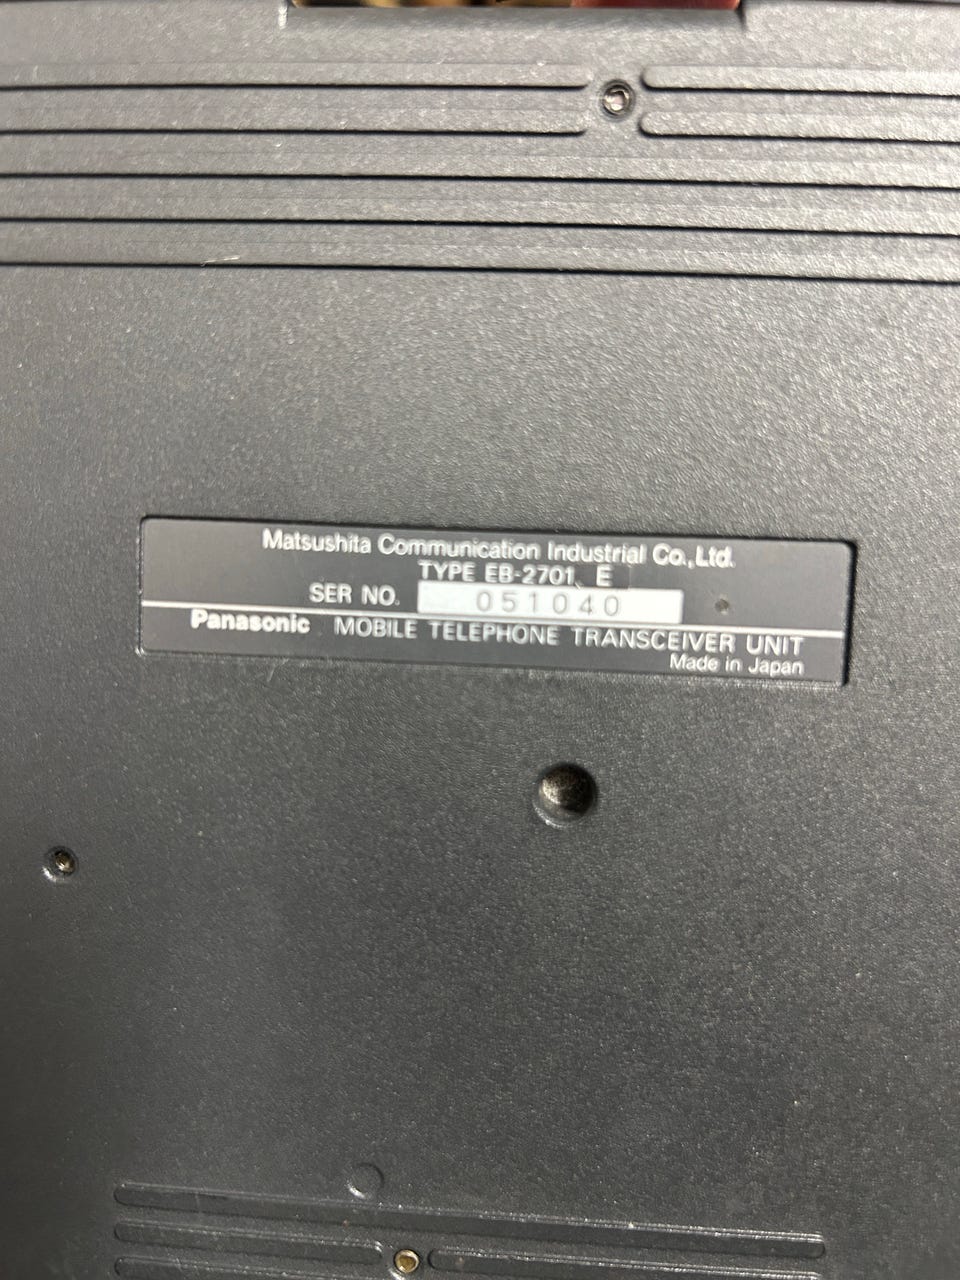 Matsushita Communication Industrial Co.,Ltd.
TYPE EB-2701 E
SER NO. 051040
Panasonic MOBILE TELEPHONE TRANSCEIVER UNIT
Made in Japan